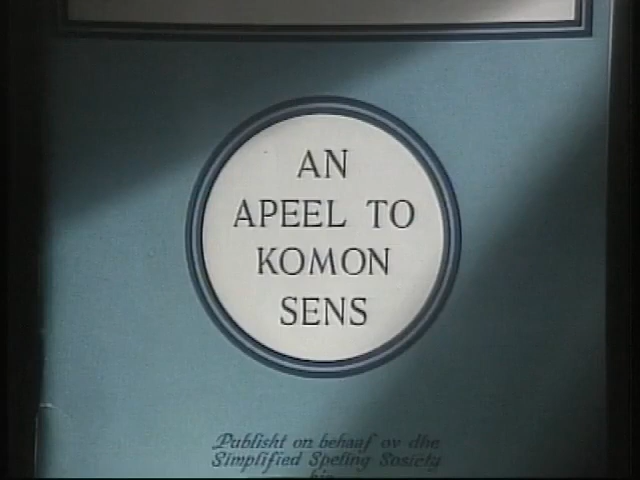 AN
APEEL TO
KOMON
SENS
Publisht on behaaf ov dhe
Simplified Speling Sosiety